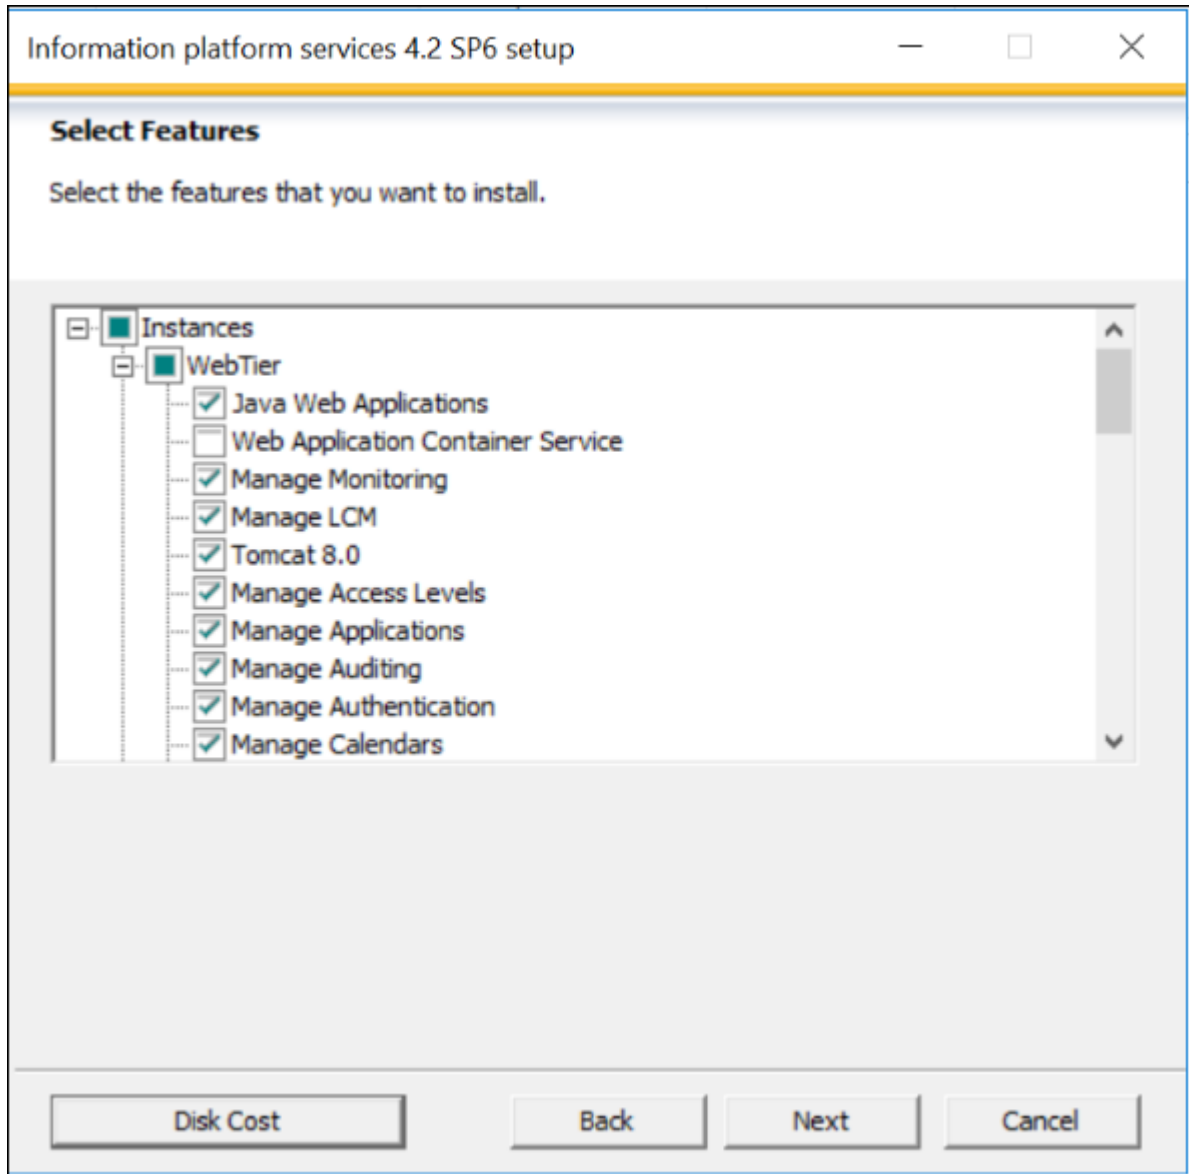 Information platform services 4.2 SP6 setup
Select Features
Select the features that you want to install.
Instances
WebTier
Java Web Applications
Web Application Container Service
Manage Monitoring
Manage LCM
Tomcat 8.0
Manage Access Levels
Manage Applications
Manage Auditing
Manage Authentication
Manage Calendars
Disk Cost Back Next Cancel